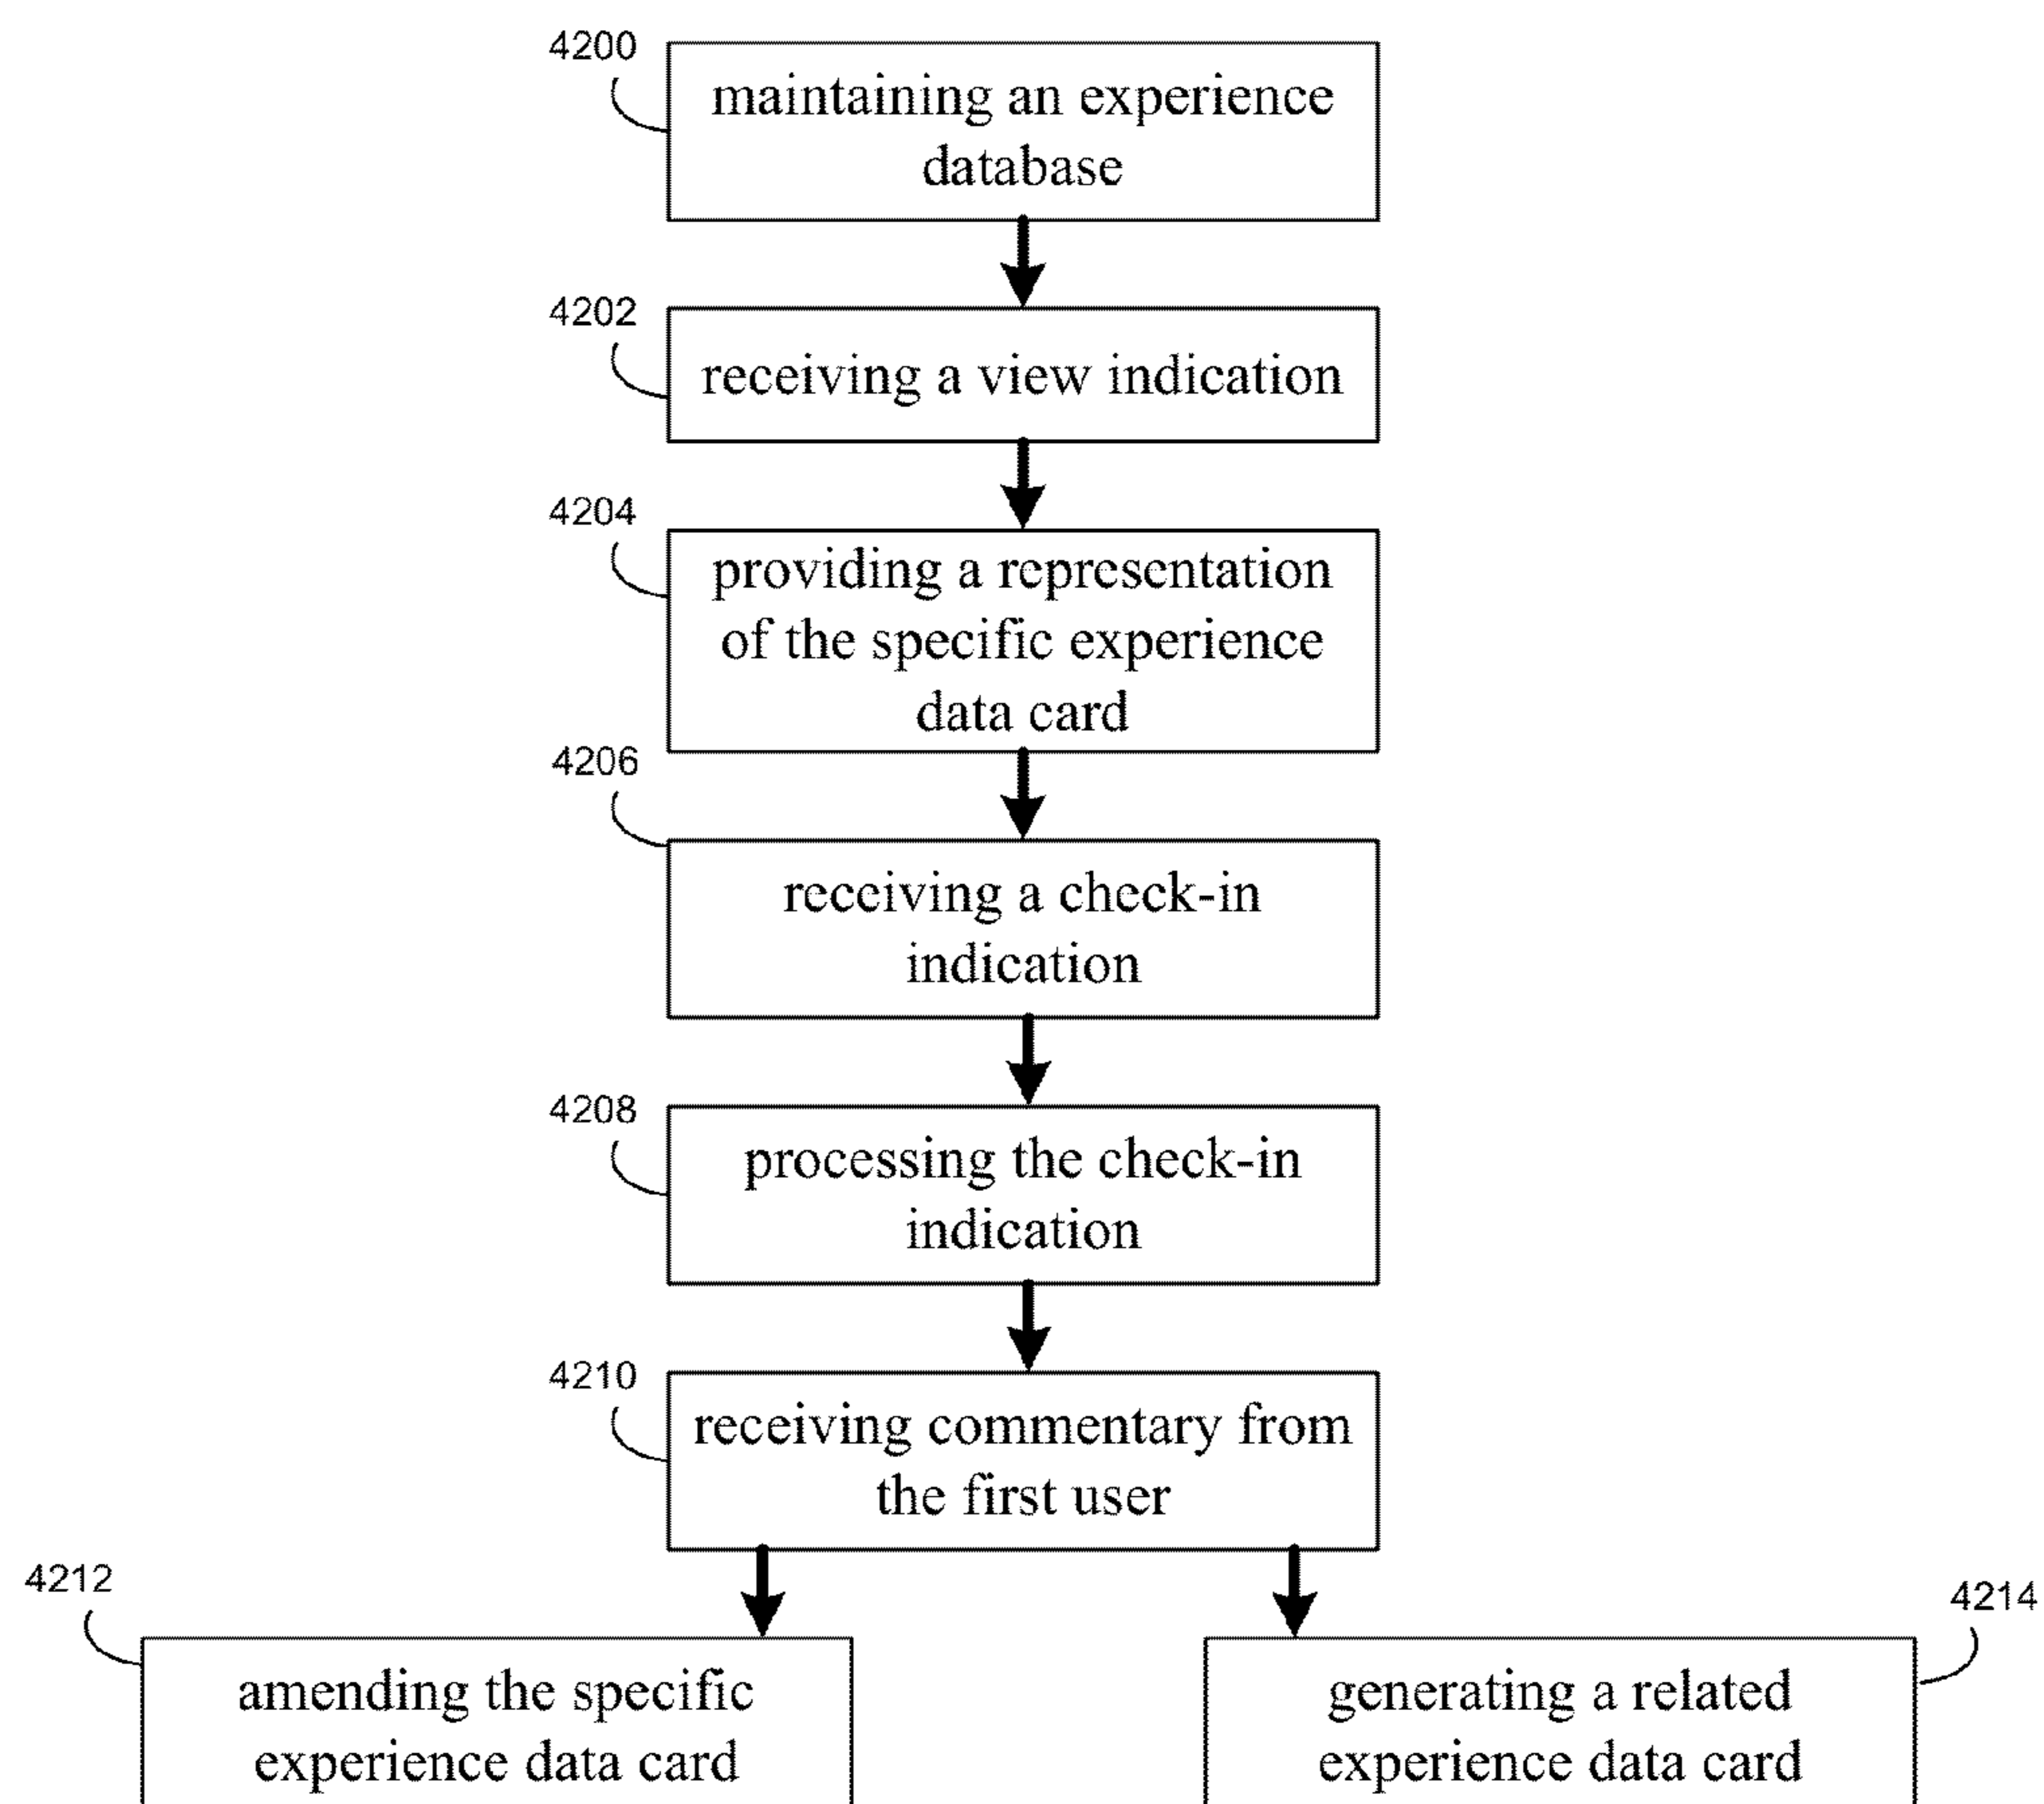 4200
maintaining an experience
database
4202
receiving a view indication
4204
providing a representation
of the specific experience
data card
4206
receiving a check-in
indication
4208
processing the check-in
indication
4210
receiving commentary from
the first user
4212
amending the specific
experience data card
4214
generating a related
experience data card